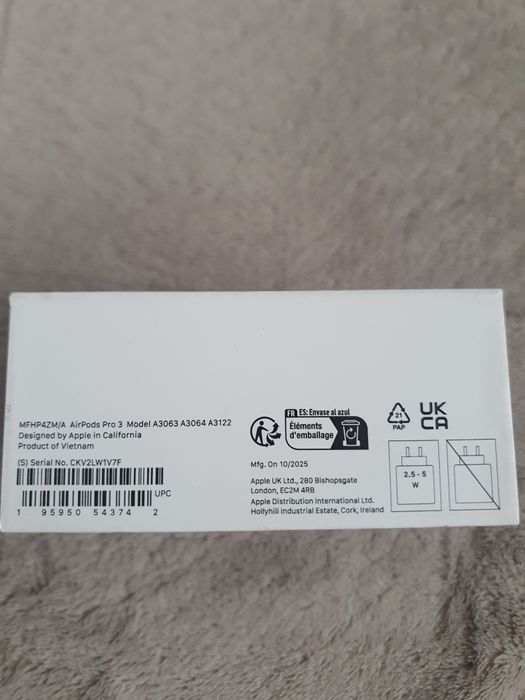 MFHP4ZM/A AirPods Pro 3 Model A3063 A3064 A3122
Designed by Apple in California
Product of Vietnam
(S) Serial No. CKV2LW1V7F
UPC
1 95950 54374 2
FR ES: Envase al azul
Éléments
d'emballage
Mfg. On 10/2025
Apple UK Ltd., 280 Bishopsgate
London, EC2M 4RB
Apple Distribution International Ltd.
Hollyhill Industrial Estate, Cork, Ireland
21
PAP
UK
CA
2.5 - 5
W